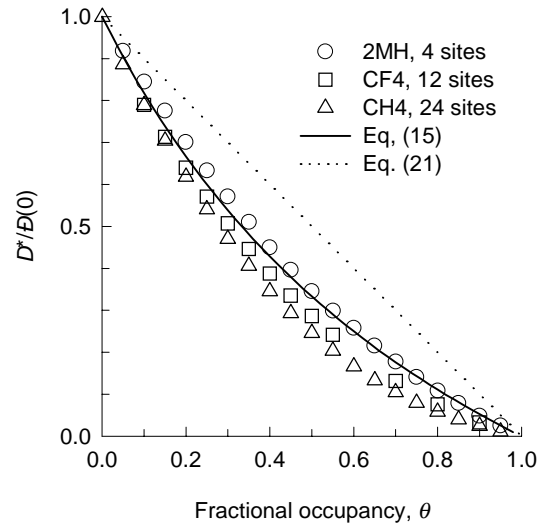 1.0
2MH, 4 sites
CF4, 12 sites
CH4, 24 sites
Eq, (15)
Eq. (21)
D*/Đ(0)
0.5
0.0
0.0 0.2 0.4 0.6 0.8 1.0
Fractional occupancy, θ